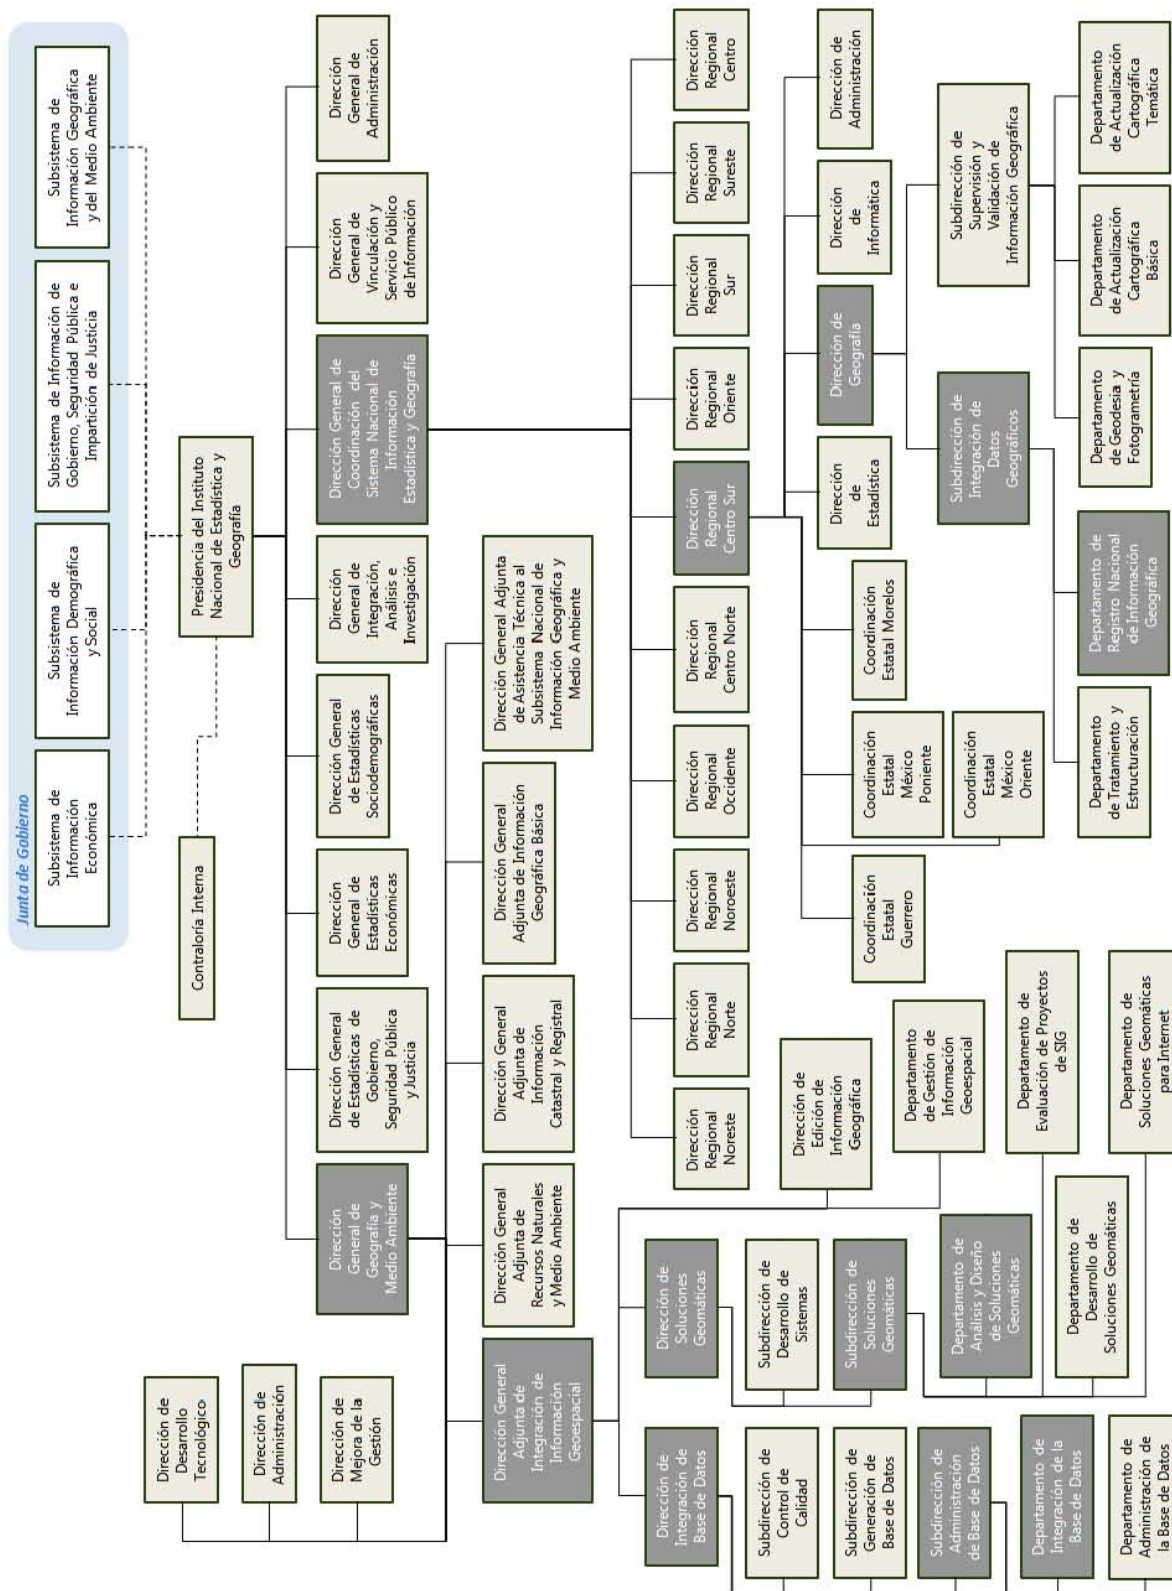 Junta de Gobierno
Subsistema de
Información
Económica
Subsistema de
Información Demográfica
y Social
Subsistema de Información de
Gobierno, Seguridad Pública e
Impartición de Justicia
Subsistema de
Información Geográfica
y del Medio Ambiente
Contraloría Interna
Presidencia del Instituto
Nacional de Estadística y
Geografía
Dirección
General de
Geografía y
Medio Ambiente
Dirección General
de Estadísticas de
Gobierno,
Seguridad Pública
y Justicia
Dirección
General de
Estadísticas
Económicas
Dirección General
de Estadísticas
Sociodemográficas
Dirección
General de
Integración,
Análisis e
Investigación
Dirección General de
Coordinación del
Sistema Nacional de
Información
Estadística y Geografía
Dirección
General de
Vinculación y
Servicio Público
de Información
Dirección
General de
Administración
Dirección de
Desarrollo
Tecnológico
Dirección de
Administración
Dirección de
Mejora de la
Gestión
Dirección General
Adjunta de
Integración de
Información
Geoespacial
Dirección General
Adjunta de
Recursos Naturales
y Medio Ambiente
Dirección General
Adjunta de
Información
Catastral y Registral
Dirección General
Adjunta de Información
Geográfica Básica
Dirección General Adjunta
de Asistencia Técnica al
Subsistema Nacional de
Información Geográfica y
Medio Ambiente
Dirección
Regional
Noreste
Dirección
Regional
Norte
Dirección
Regional
Noroeste
Dirección
Regional
Occidente
Dirección
Regional
Centro Norte
Dirección
Regional
Centro Sur
Dirección
Regional
Oriente
Dirección
Regional
Sur
Dirección
Regional
Sureste
Dirección
Regional
Centro
Dirección de
Integración de
Base de Datos
Dirección de
Soluciones
Geomáticas
Dirección de
Edición de
Información
Geográfica
Departamento
de Gestión de
Información
Geoespacial
Subdirección de
Control de
Calidad
Subdirección de
Generación de
Base de Datos
Subdirección de
Administración
de Base de Datos
Departamento de
Integración de la
Base de Datos
Departamento de
Administración de
la Base de Datos
Subdirección de
Desarrollo de
Sistemas
Subdirección de
Soluciones
Geomáticas
Departamento de
Análisis y Diseño
de Soluciones
Geomáticas
Departamento de
Evaluación de Proyectos
de SIG
Departamento de
Desarrollo de
Soluciones Geomáticas
Departamento de
Soluciones Geomáticas
para Internet
Coordinación
Estatal
Guerrero
Coordinación
Estatal
México
Poniente
Coordinación
Estatal
México
Oriente
Coordinación
Estatal Morelos
Dirección
de
Estadística
Dirección de
Geografía
Dirección
de
Informática
Dirección de
Administración
Subdirección de
Integración de
Datos
Geográficos
Subdirección de
Supervisión y
Validación de
Información Geográfica
Departamento
de Tratamiento y
Estructuración
Departamento de
Registro Nacional
de Información
Geográfica
Departamento
de Geodesia y
Fotogrametría
Departamento
de Actualización
Cartográfica
Básica
Departamento
de Actualización
Cartográfica
Temática